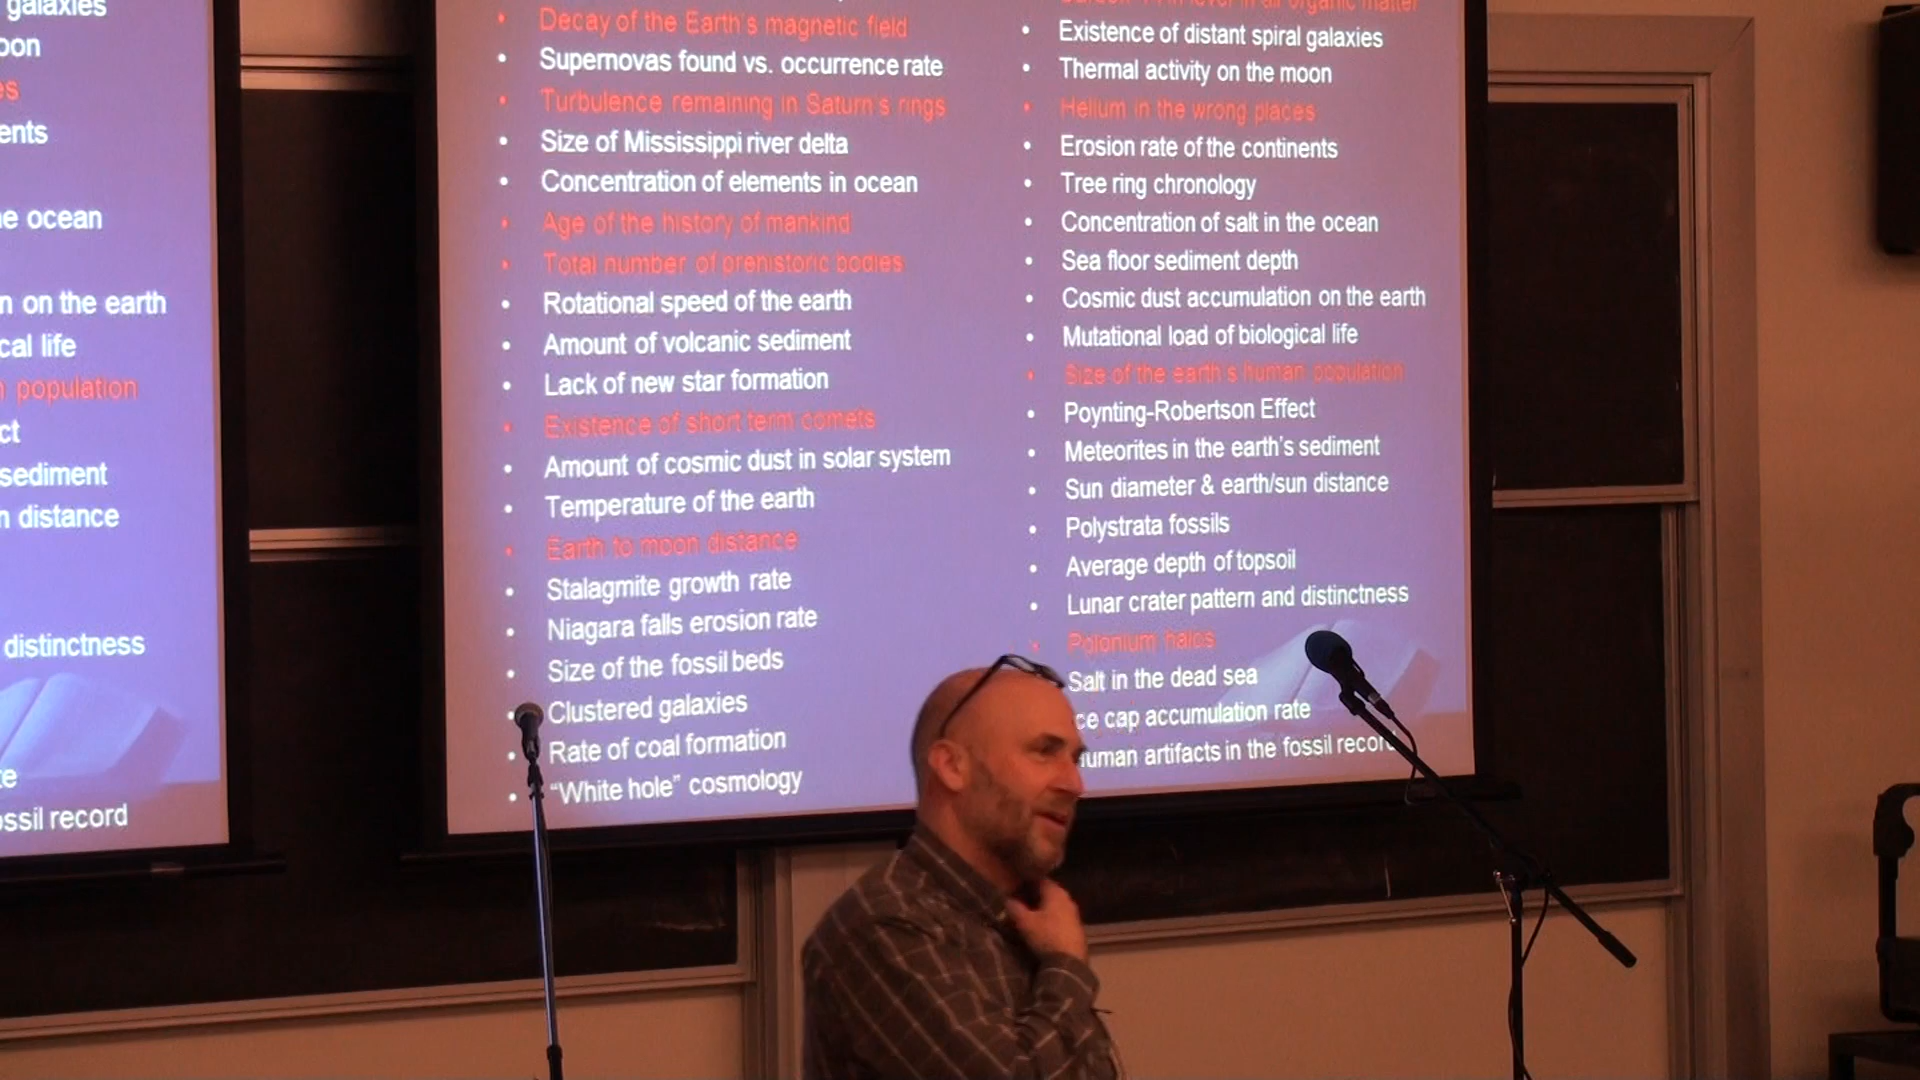 galaxies
oon
es
ents
he ocean
n on the earth
cal life
n population
ct
sediment
n distance
distinctness
te
ossil record
Decay of the Earth's magnetic field
Supernovas found vs. occurrence rate
Turbulence remaining in Saturn's rings
Size of Mississippi river delta
Concentration of elements in ocean
Age of the history of mankind
Total number of prehistoric bodies
Rotational speed of the earth
Amount of volcanic sediment
Lack of new star formation
Existence of short term comets
Amount of cosmic dust in solar system
Temperature of the earth
Earth to moon distance
Stalagmite growth rate
Niagara falls erosion rate
Size of the fossil beds
Clustered galaxies
Rate of coal formation
"White hole" cosmology
level in all organic matter
Existence of distant spiral galaxies
Thermal activity on the moon
Helium in the wrong places
Erosion rate of the continents
Tree ring chronology
Concentration of salt in the ocean
Sea floor sediment depth
Cosmic dust accumulation on the earth
Mutational load of biological life
Size of the earth's human population
Poynting-Robertson Effect
Meteorites in the earth's sediment
Sun diameter & earth/sun distance
Polystrata fossils
Average depth of topsoil
Lunar crater pattern and distinctness
Polonium halos
Salt in the dead sea
ce cap accumulation rate
uman artifacts in the fossil record